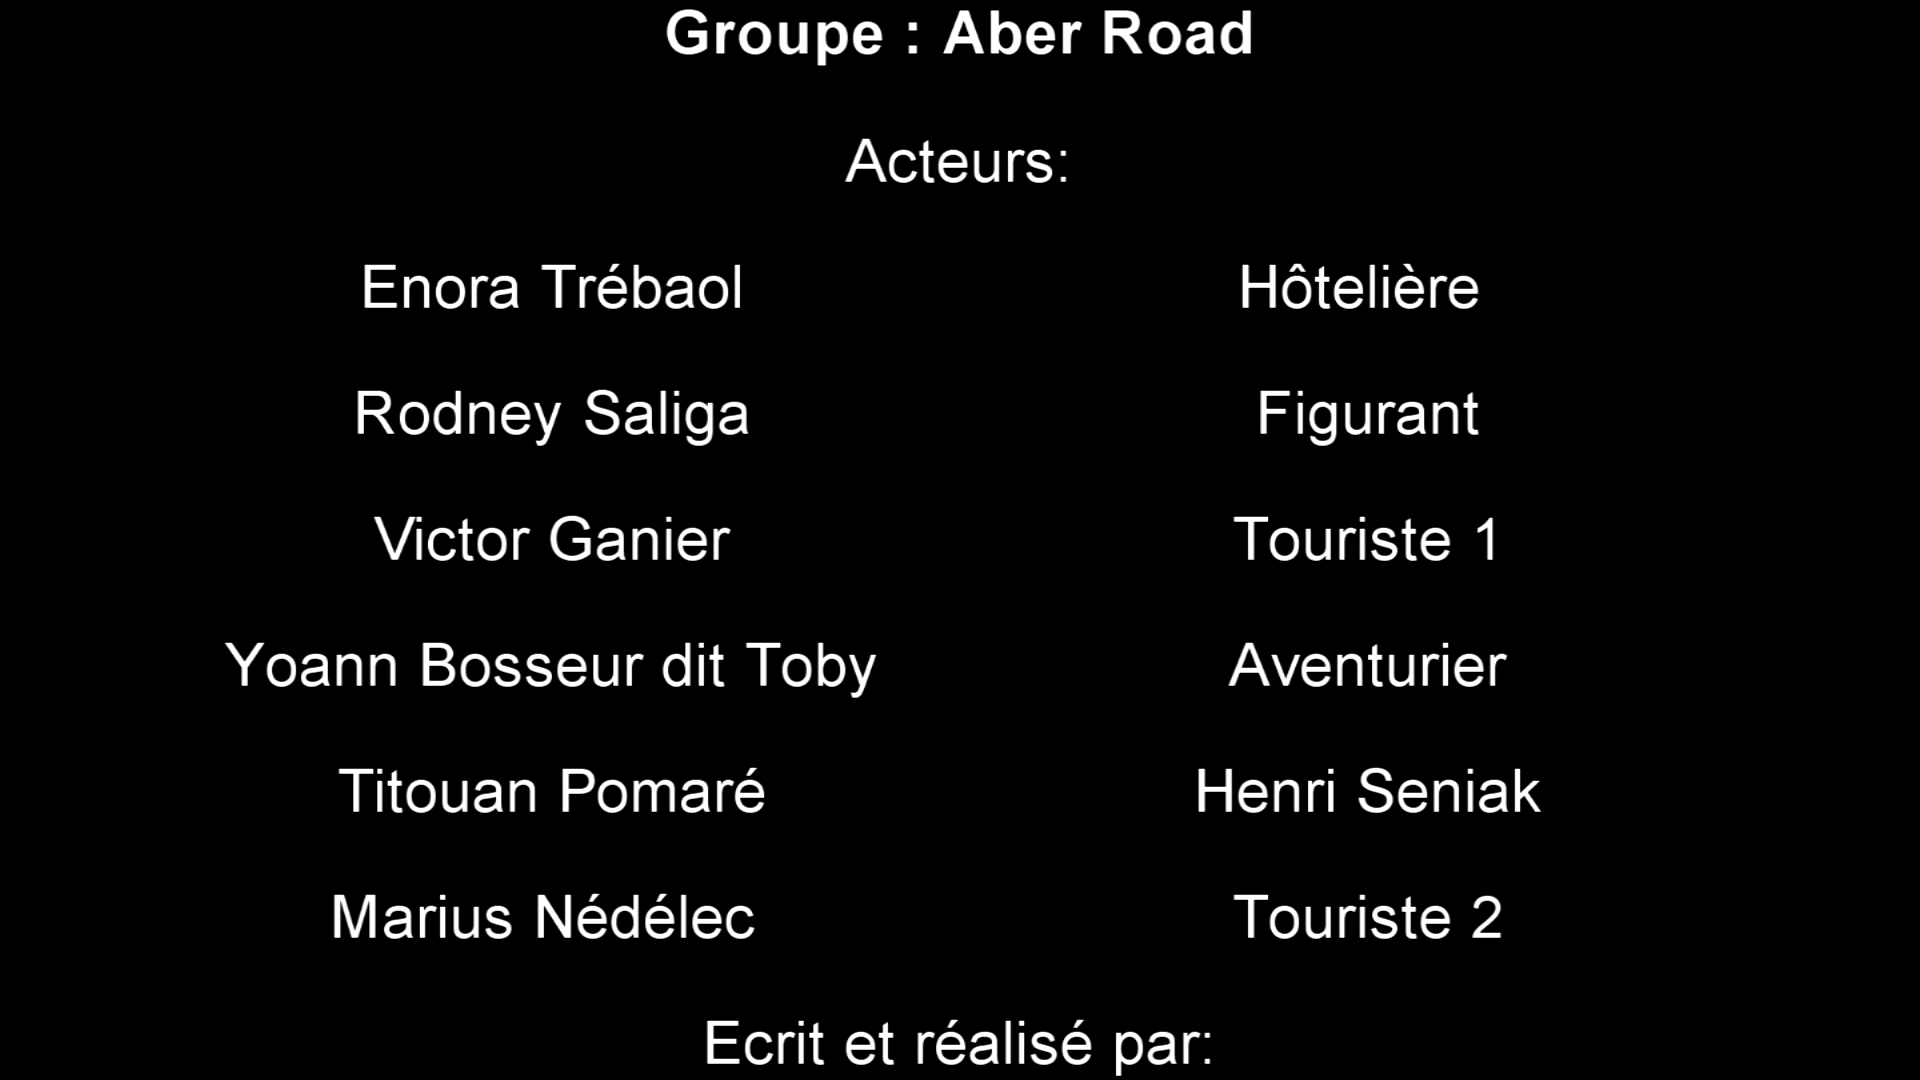 Groupe : Aber Road
Acteurs:
Enora Trébaol Hôtelière
Rodney Saliga Figurant
Victor Ganier Touriste 1
Yoann Bosseur dit Toby Aventurier
Titouan Pomaré Henri Seniak
Marius Nédélec Touriste 2
Ecrit et réalisé par: